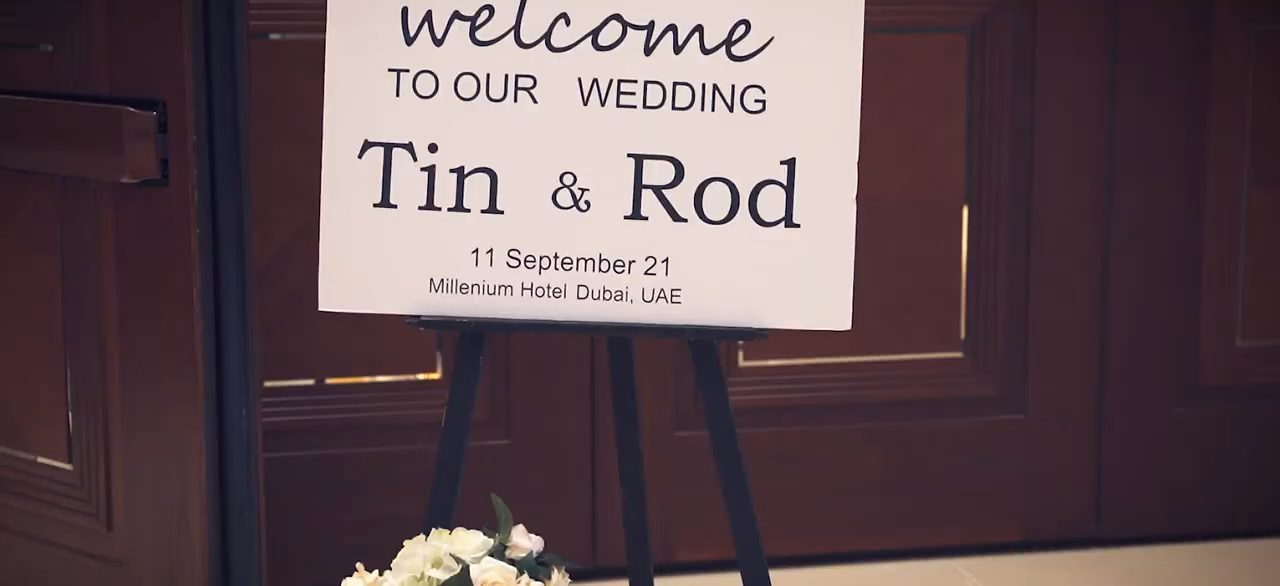 welcome
TO OUR WEDDING
Tin & Rod
11 September 21
Millenium Hotel Dubai, UAE